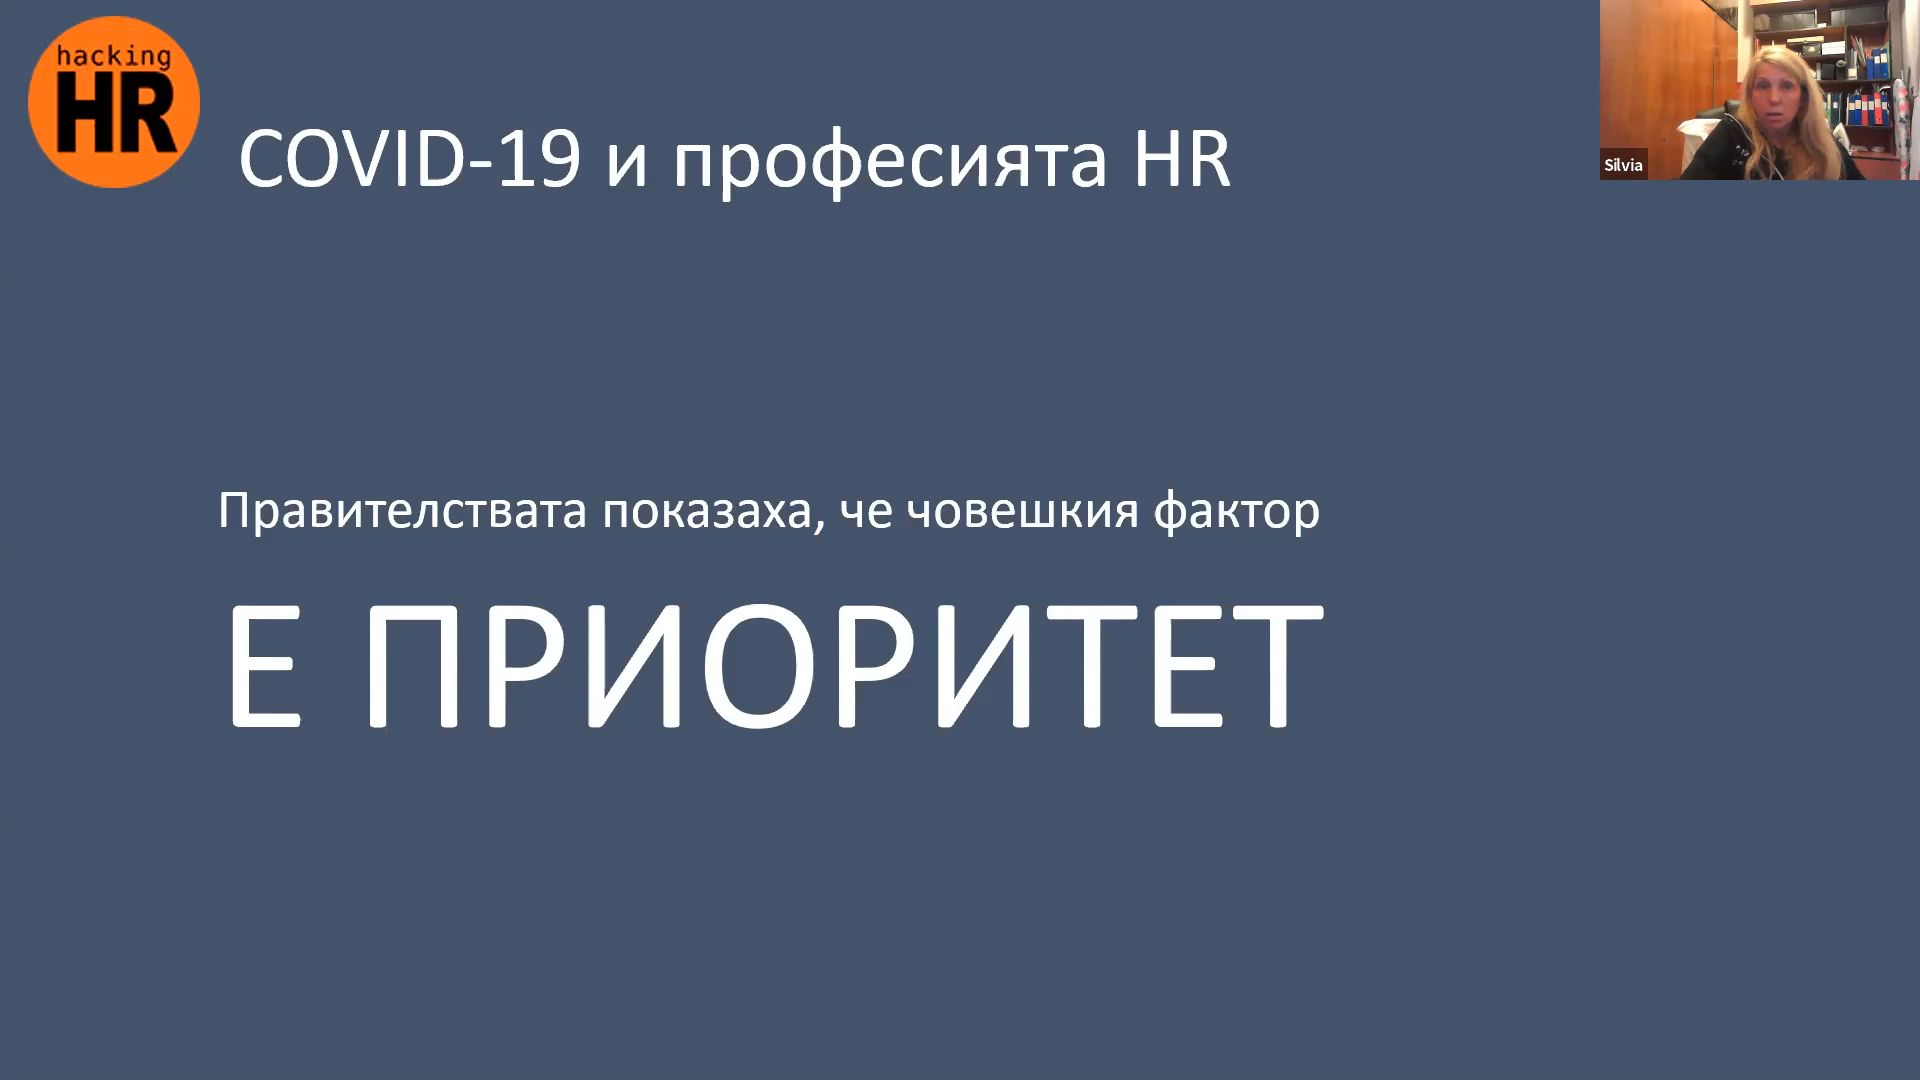 hacking
HR
COVID-19 и професията HR
Silvia
Правителствата показаха, че човешкия фактор
Е ПРИОРИТЕТ